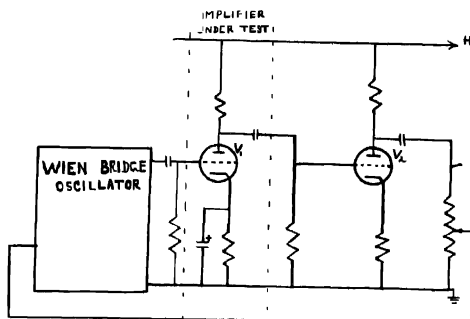 IMPLIFIER
UNDER TEST
H
V1
WIEN BRIDGE
OSCILLATOR
V2